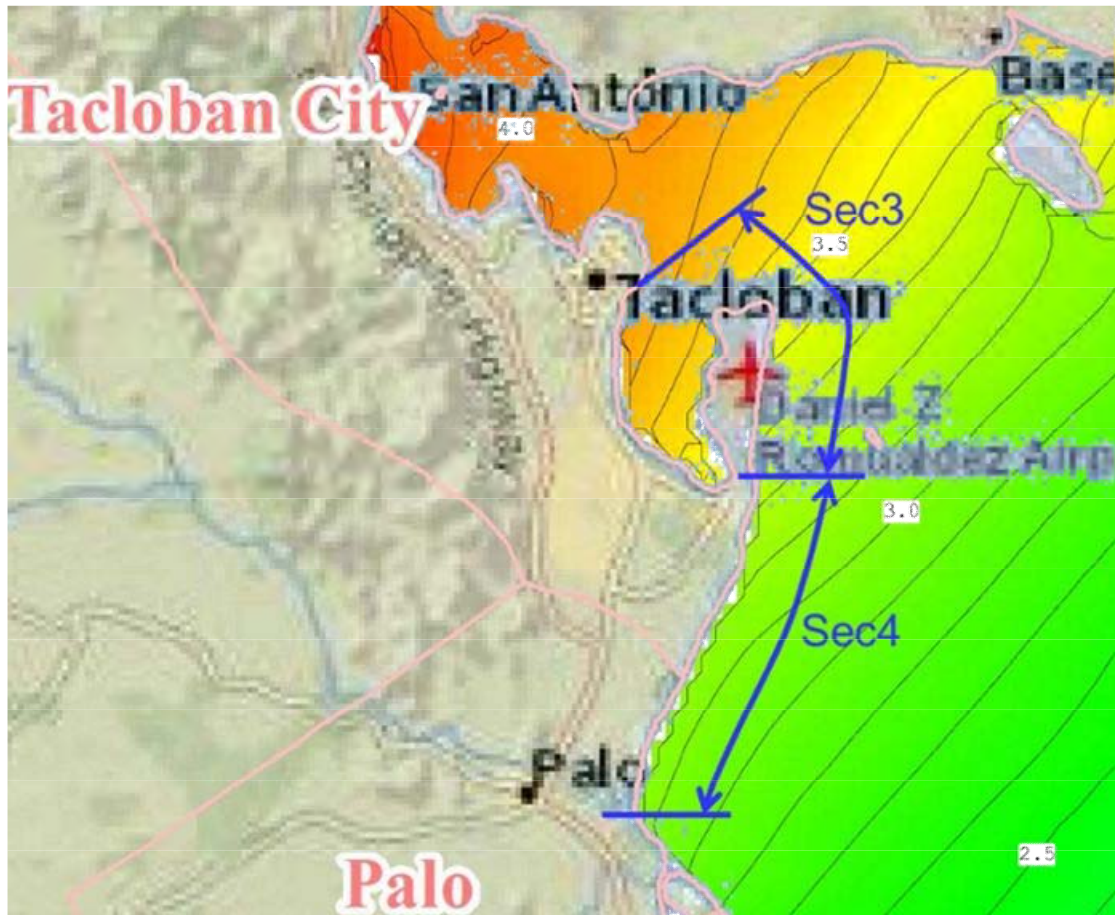 San Antonio
Base
Tacloban City
4.0
Sec3
3.5
Tacloban
Daniel Z
Romualdez Airp
3.0
Sec4
Palo
2.5
Palo